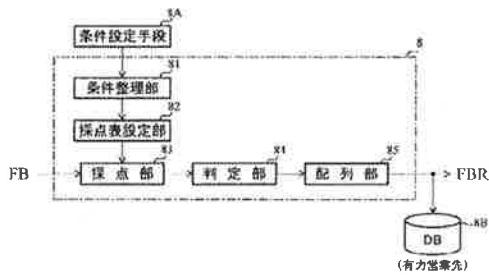 8A
条件設定手段
8
81
条件整理部
82
採点表設定部
83 84 85
FB 採点部 判定部 配列部 FBR
8B
DB
(有力営業先)